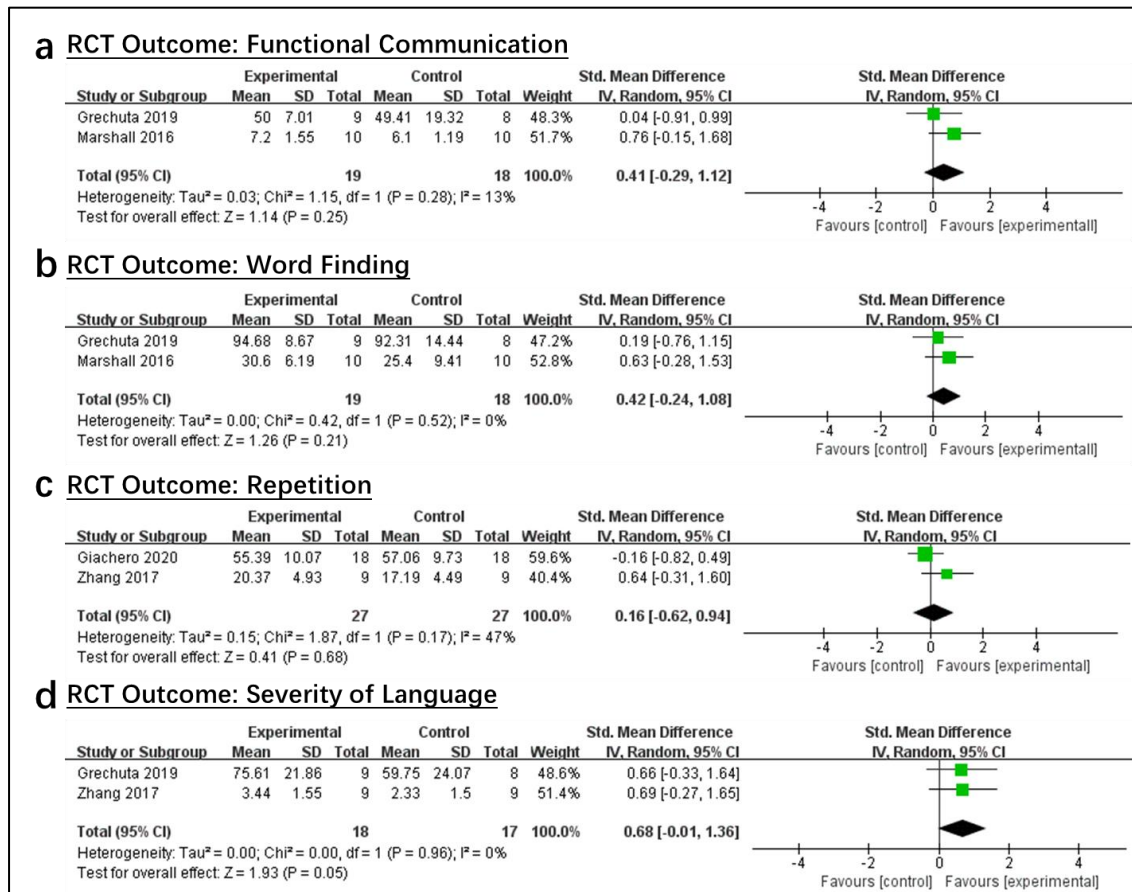 a RCT Outcome: Functional Communication
Experimental Control Std. Mean Difference Std. Mean Difference
Study or Subgroup Mean SD Total Mean SD Total Weight IV, Random, 95% CI IV, Random, 95% CI
Grechuta 2019 50 7.01 9 49.41 19.32 8 48.3% 0.04 [-0.91, 0.99]
Marshall 2016 7.2 1.55 10 6.1 1.19 10 51.7% 0.76 [-0.15, 1.68]
Total (95% CI) 19 18 100.0% 0.41 [-0.29, 1.12]
Heterogeneity: Tau² = 0.03; Chi² = 1.15, df = 1 (P = 0.28); I² = 13%
Test for overall effect: Z = 1.14 (P = 0.25)
-4 -2 0 2 4
Favours [control] Favours [experimentall]
b RCT Outcome: Word Finding
Experimental Control Std. Mean Difference Std. Mean Difference
Study or Subgroup Mean SD Total Mean SD Total Weight IV, Random, 95% CI IV, Random, 95% CI
Grechuta 2019 94.68 8.67 9 92.31 14.44 8 47.2% 0.19 [-0.76, 1.15]
Marshall 2016 30.6 6.19 10 25.4 9.41 10 52.8% 0.63 [-0.28, 1.53]
Total (95% CI) 19 18 100.0% 0.42 [-0.24, 1.08]
Heterogeneity: Tau² = 0.00; Chi² = 0.42, df = 1 (P = 0.52); I² = 0%
Test for overall effect: Z = 1.26 (P = 0.21)
-4 -2 0 2 4
Favours [control] Favours [experimental]
c RCT Outcome: Repetition
Experimental Control Std. Mean Difference Std. Mean Difference
Study or Subgroup Mean SD Total Mean SD Total Weight IV, Random, 95% CI IV, Random, 95% CI
Giachero 2020 55.39 10.07 18 57.06 9.73 18 59.6% -0.16 [-0.82, 0.49]
Zhang 2017 20.37 4.93 9 17.19 4.49 9 40.4% 0.64 [-0.31, 1.60]
Total (95% CI) 27 27 100.0% 0.16 [-0.62, 0.94]
Heterogeneity: Tau² = 0.15; Chi² = 1.87, df = 1 (P = 0.17); I² = 47%
Test for overall effect: Z = 0.41 (P = 0.68)
-4 -2 0 2 4
Favours [control] Favours [experimental]
d RCT Outcome: Severity of Language
Experimental Control Std. Mean Difference Std. Mean Difference
Study or Subgroup Mean SD Total Mean SD Total Weight IV, Random, 95% CI IV, Random, 95% CI
Grechuta 2019 75.61 21.86 9 59.75 24.07 8 48.6% 0.66 [-0.33, 1.64]
Zhang 2017 3.44 1.55 9 2.33 1.5 9 51.4% 0.69 [-0.27, 1.65]
Total (95% CI) 18 17 100.0% 0.68 [-0.01, 1.36]
Heterogeneity: Tau² = 0.00; Chi² = 0.00, df = 1 (P = 0.96); I² = 0%
Test for overall effect: Z = 1.93 (P = 0.05)
-4 -2 0 2 4
Favours [control] Favours [experimental]